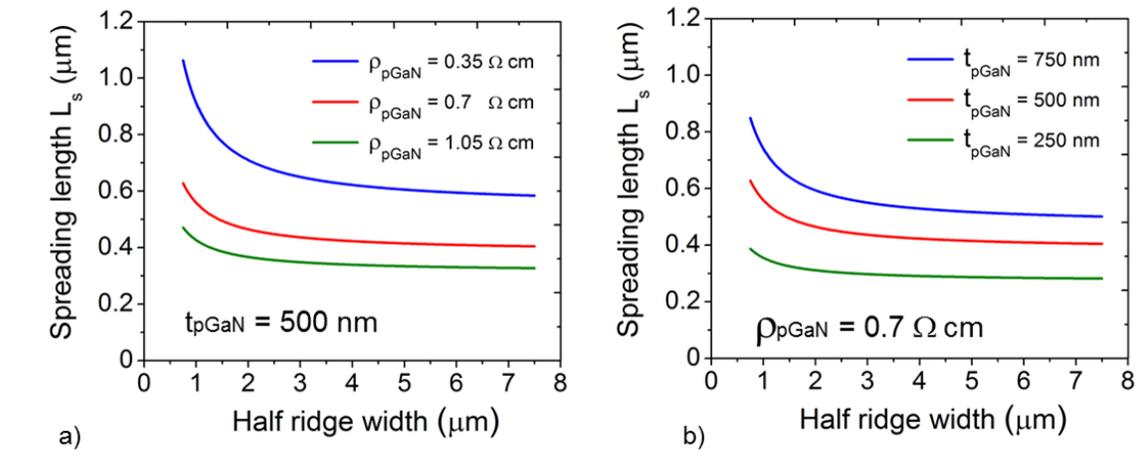 1.2
1.0
0.8
0.6
0.4
0.2
0
Spreading length Ls (μm)
ρpGaN = 0.35 Ω cm
ρpGaN = 0.7 Ω cm
ρpGaN = 1.05 Ω cm
tpGaN = 500 nm
0 1 2 3 4 5 6 7 8
Half ridge width (μm)
a)
1.2
1.0
0.8
0.6
0.4
0.2
0
Spreading length Ls (μm)
tpGaN = 750 nm
tpGaN = 500 nm
tpGaN = 250 nm
ρpGaN = 0.7 Ω cm
0 1 2 3 4 5 6 7 8
Half ridge width (μm)
b)